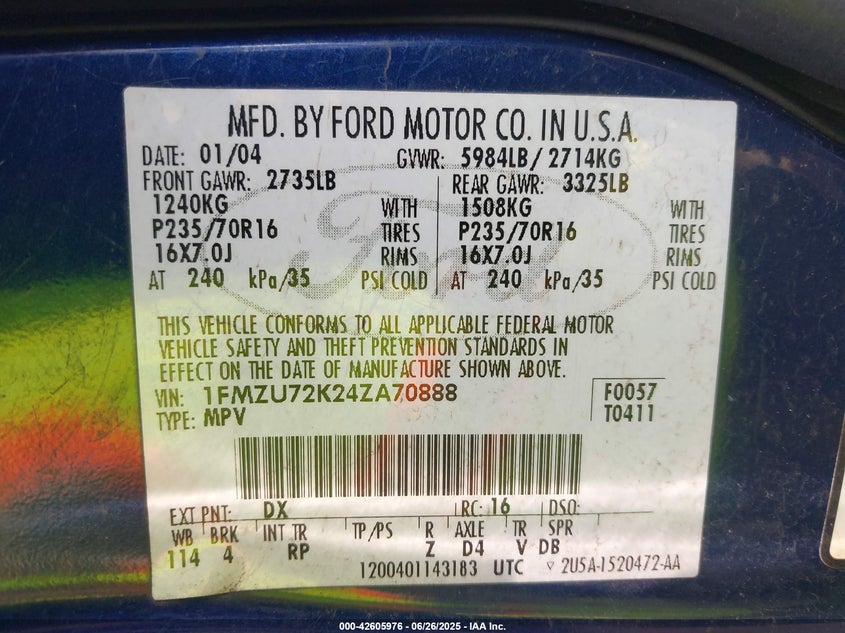 MFD. BY FORD MOTOR CO. IN U.S.A.
DATE: 01/04 GVWR: 5984LB/ 2714KG
FRONT GAWR: 2735LB REAR GAWR: 3325LB
1240KG WITH 1508KG WITH
P235/70R16 TIRES P235/70R16 TIRES
16X7.0J RIMS 16X7.0J RIMS
AT 240 kPa/35 PSI COLD AT 240 kPa/35 PSI COLD
Ford
THIS VEHICLE CONFORMS TO ALL APPLICABLE FEDERAL MOTOR
VEHICLE SAFETY AND THEFT PREVENTION STANDARDS IN
EFFECT ON THE DATE OF MANUFACTURE SHOWN ABOVE.
VIN: 1FMZU72K24ZA70888 F0057
TYPE: MPV T0411
EXT PNT: DX RC: 16 DSO:
WB BRK INT TR TP/PS R AXLE TR SPR
114 4 RP Z D4 V DB
1200401143183 UTC ▽ 2U5A-1520472-AA
000-42605976 - 06/26/2025 - IAA Inc.